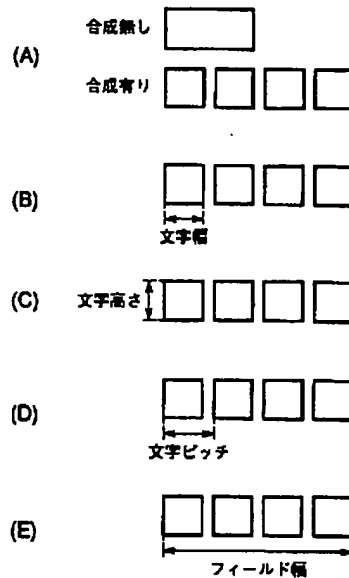 合成無し
(A)
合成有り
(B)
文字幅
(C) 文字高さ
(D)
文字ピッチ
(E)
フィールド幅